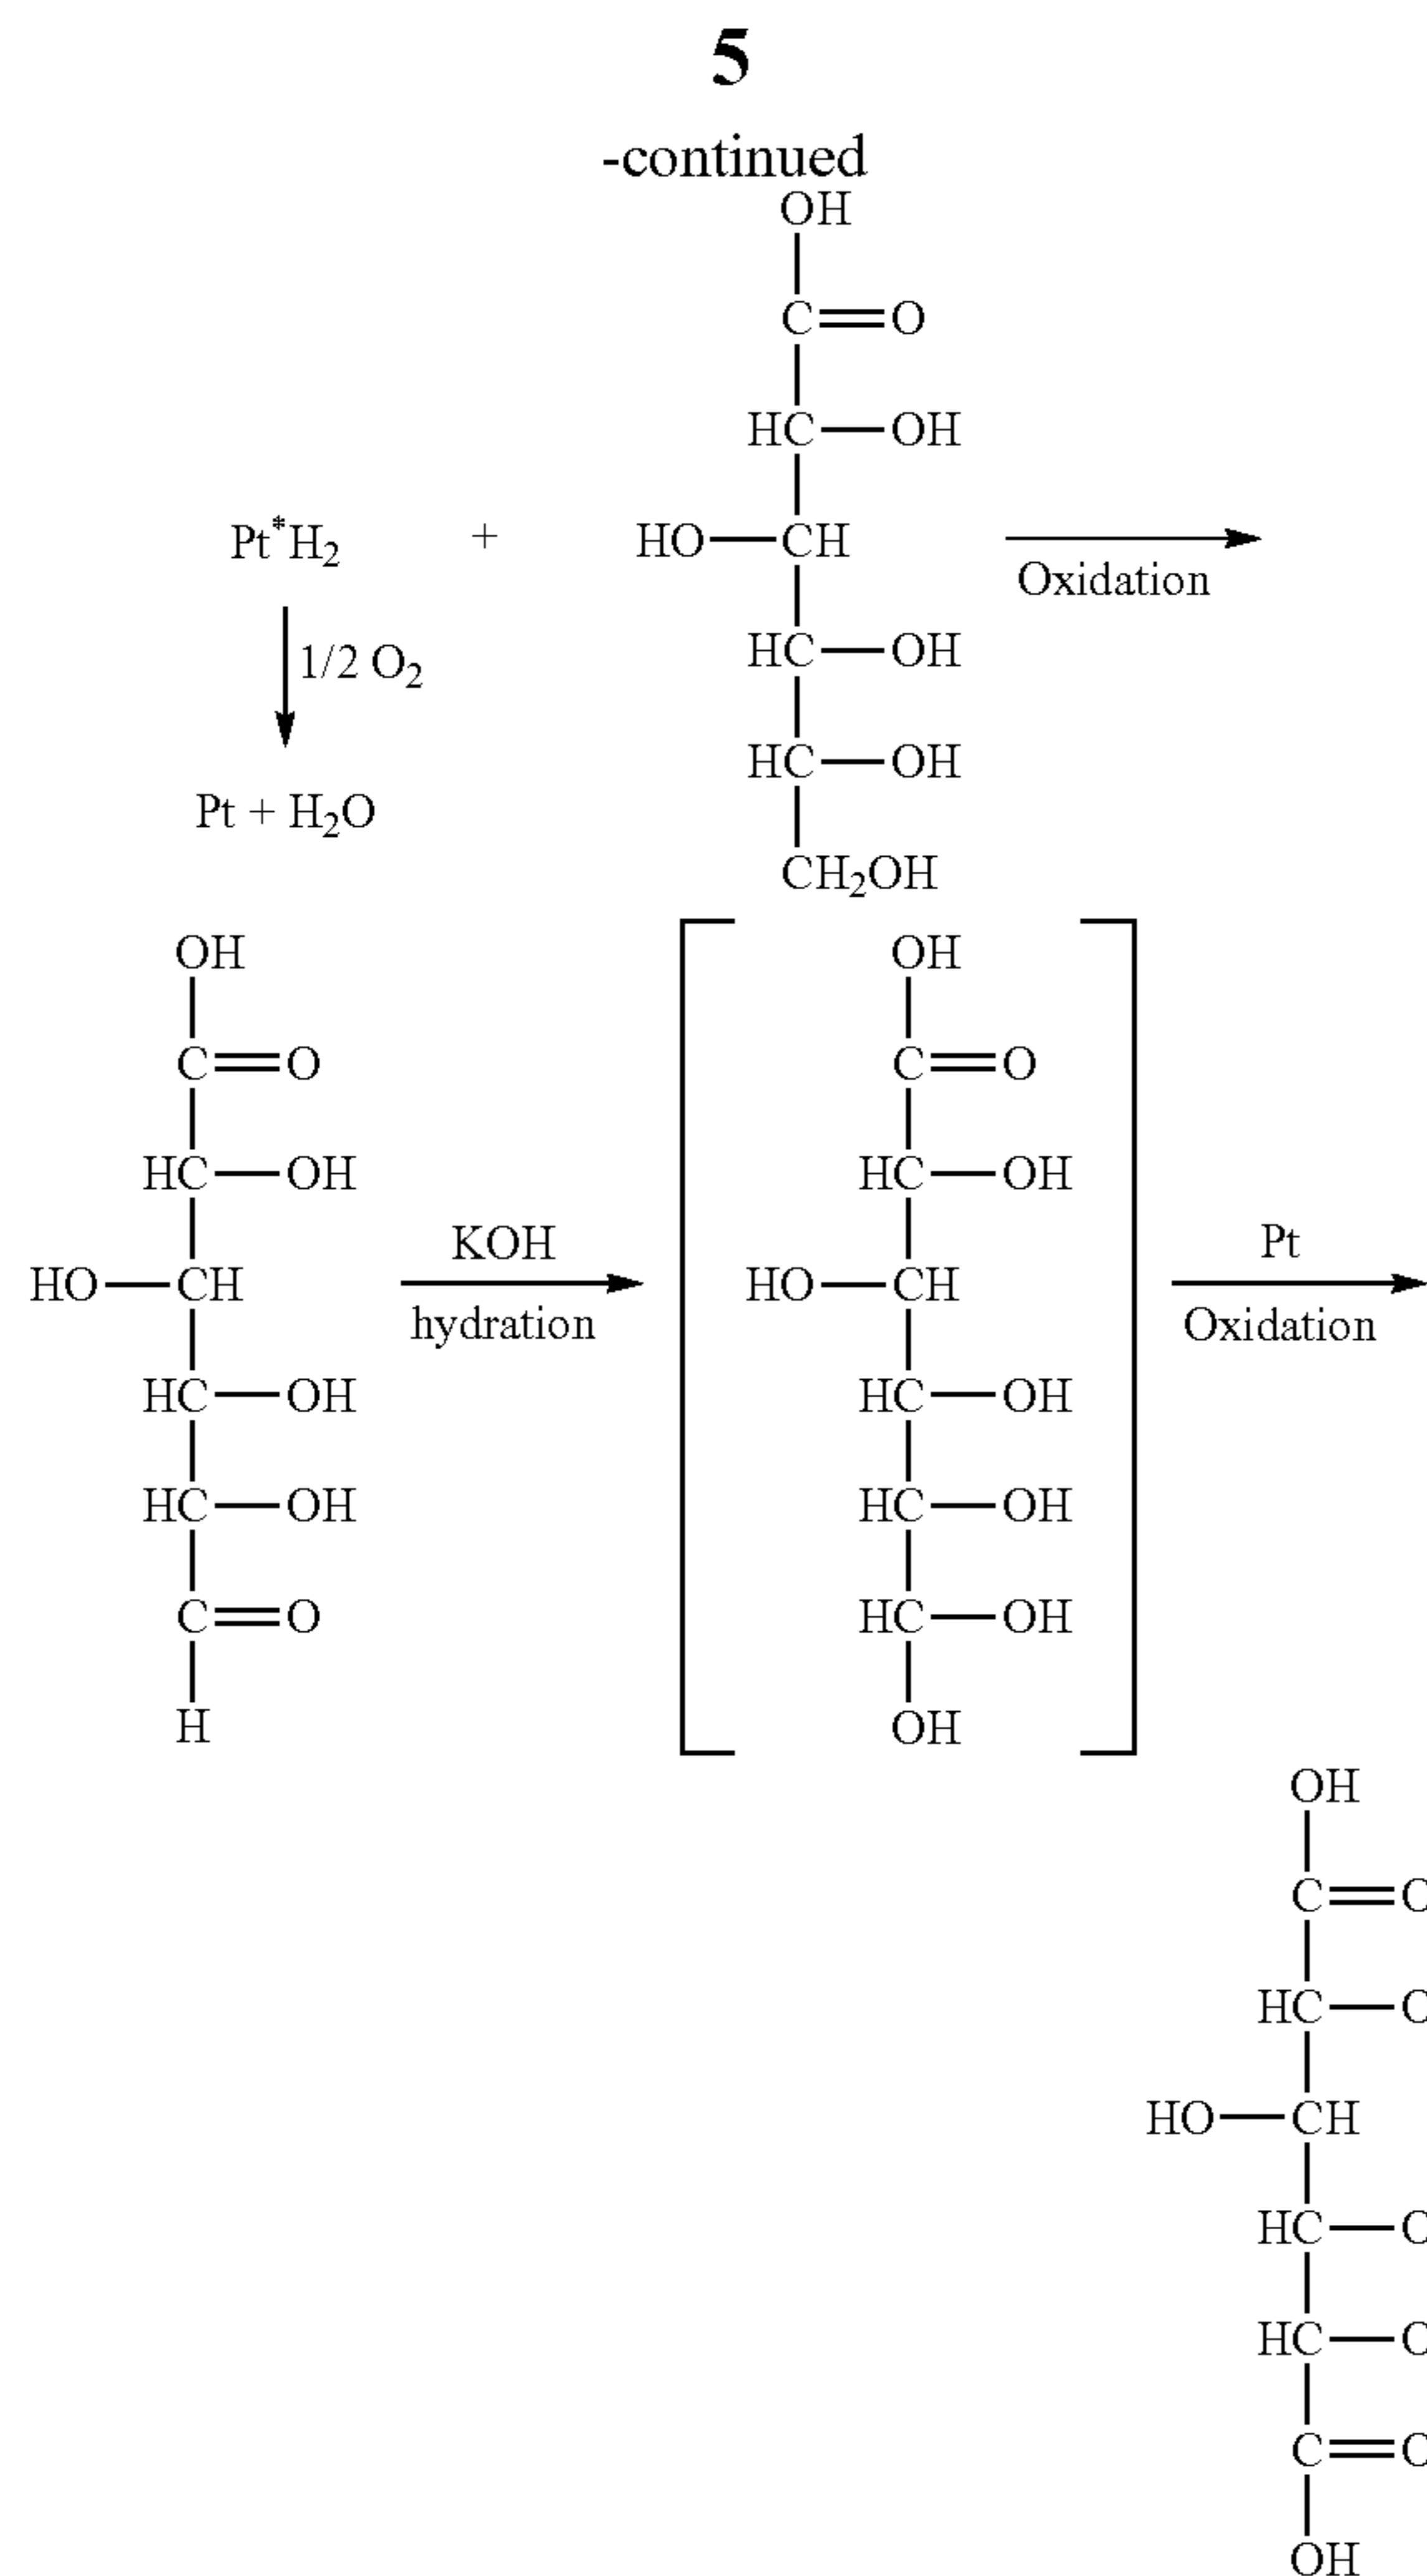 5
-continued
OH
C=O
HC—OH
Pt*H₂ + HO—CH
Oxidation
HC—OH
1/2 O₂
HC—OH
Pt + H₂O
CH₂OH
OH
C=O
HC—OH
HO—CH
HC—OH
HC—OH
C=O
H
KOH
hydration
OH
C=O
HC—OH
HO—CH
HC—OH
HC—OH
HC—OH
OH
Pt
Oxidation
OH
C=
HC—
HO—CH
HC—
HC—
C=
OH